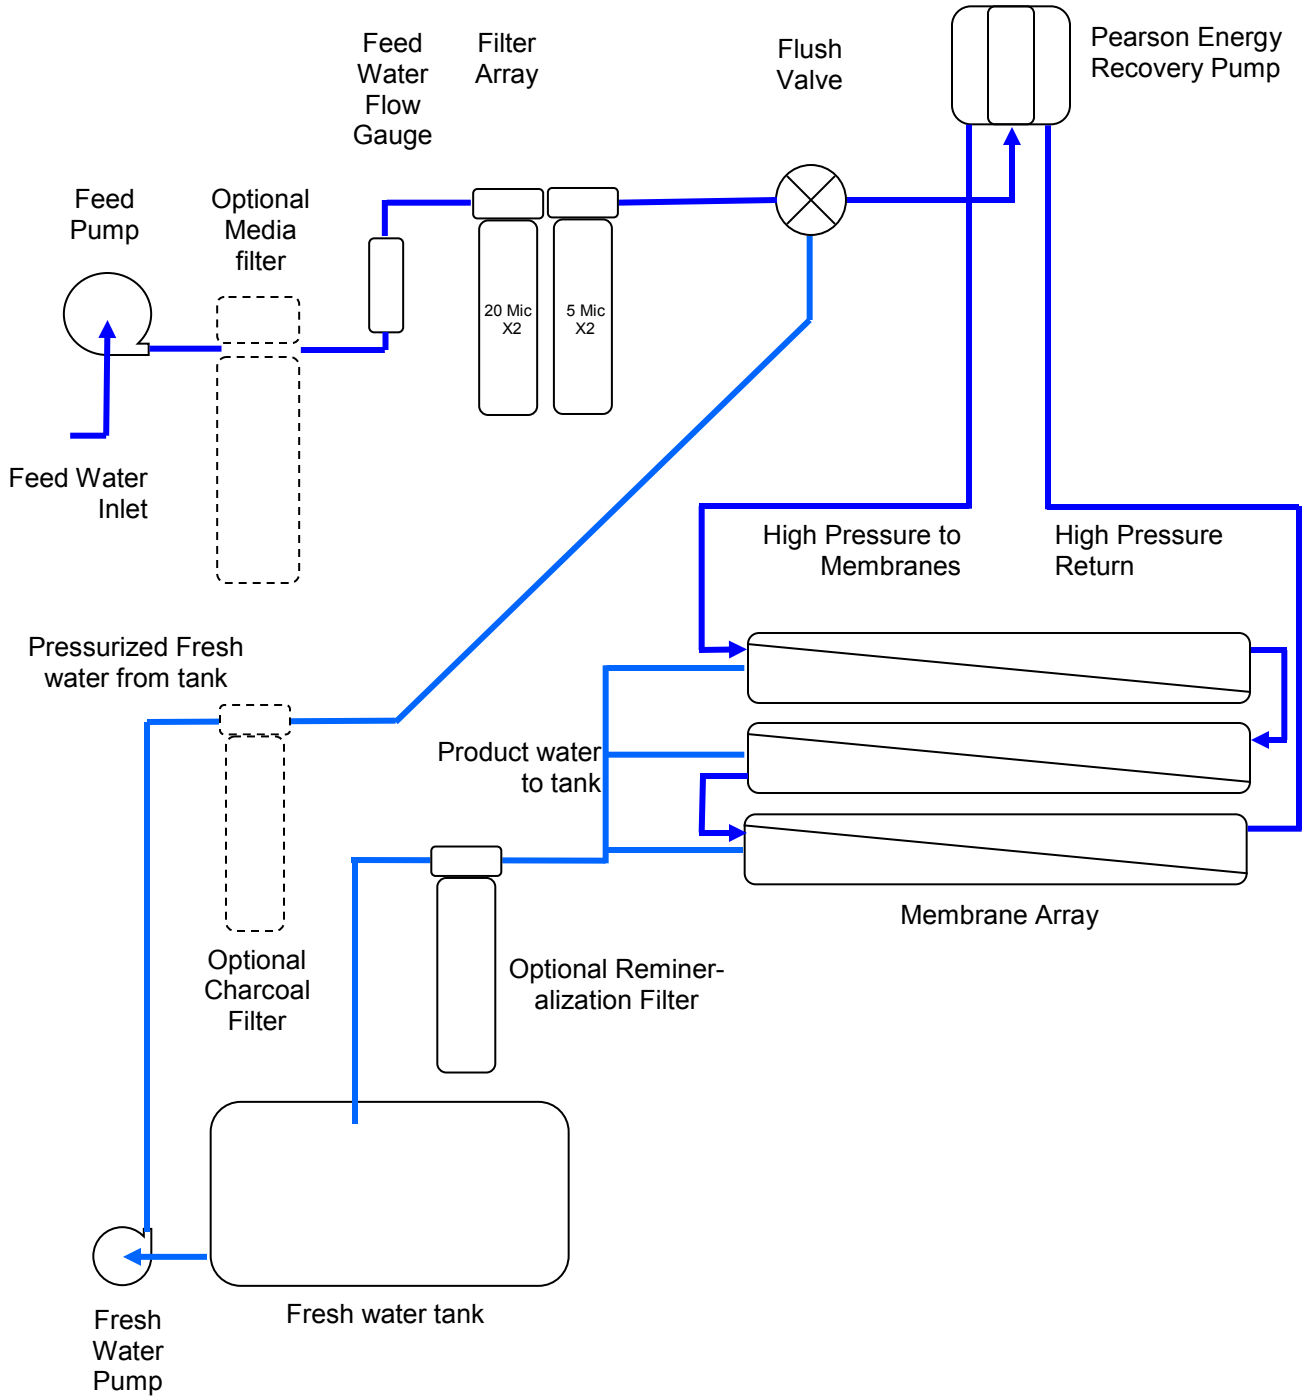 Feed
Water
Flow
Gauge
Filter
Array
Flush
Valve
Pearson Energy
Recovery Pump
Feed
Pump
Optional
Media
filter
20 Mic
X2
5 Mic
X2
Feed Water
Inlet
High Pressure to
Membranes
High Pressure
Return
Pressurized Fresh
water from tank
Product water
to tank
Membrane Array
Optional
Charcoal
Filter
Optional Reminer-
alization Filter
Fresh water tank
Fresh
Water
Pump